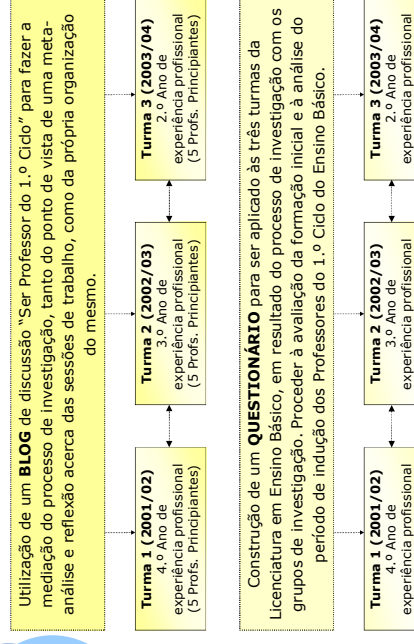 Utilização de um BLOG de discussão "Ser Professor do 1.º Ciclo" para fazer a
mediação do processo de investigação, tanto do ponto de vista de uma meta-
análise e reflexão acerca das sessões de trabalho, como da própria organização
do mesmo.
Turma 1 (2001/02)
4.º Ano de
experiência profissional
(5 Profs. Principiantes)
Turma 2 (2002/03)
3.º Ano de
experiência profissional
(5 Profs. Principiantes)
Turma 3 (2003/04)
2.º Ano de
experiência profissional
(5 Profs. Principiantes)
Construção de um QUESTIONÁRIO para ser aplicado às três turmas da
Licenciatura em Ensino Básico, em resultado do processo de investigação com os
grupos de investigação. Proceder à avaliação da formação inicial e à análise do
período de indução dos Professores do 1.º Ciclo do Ensino Básico.
Turma 1 (2001/02)
4.º Ano de
experiência profissional
Turma 2 (2002/03)
3.º Ano de
experiência profissional
Turma 3 (2003/04)
2.º Ano de
experiência profissional